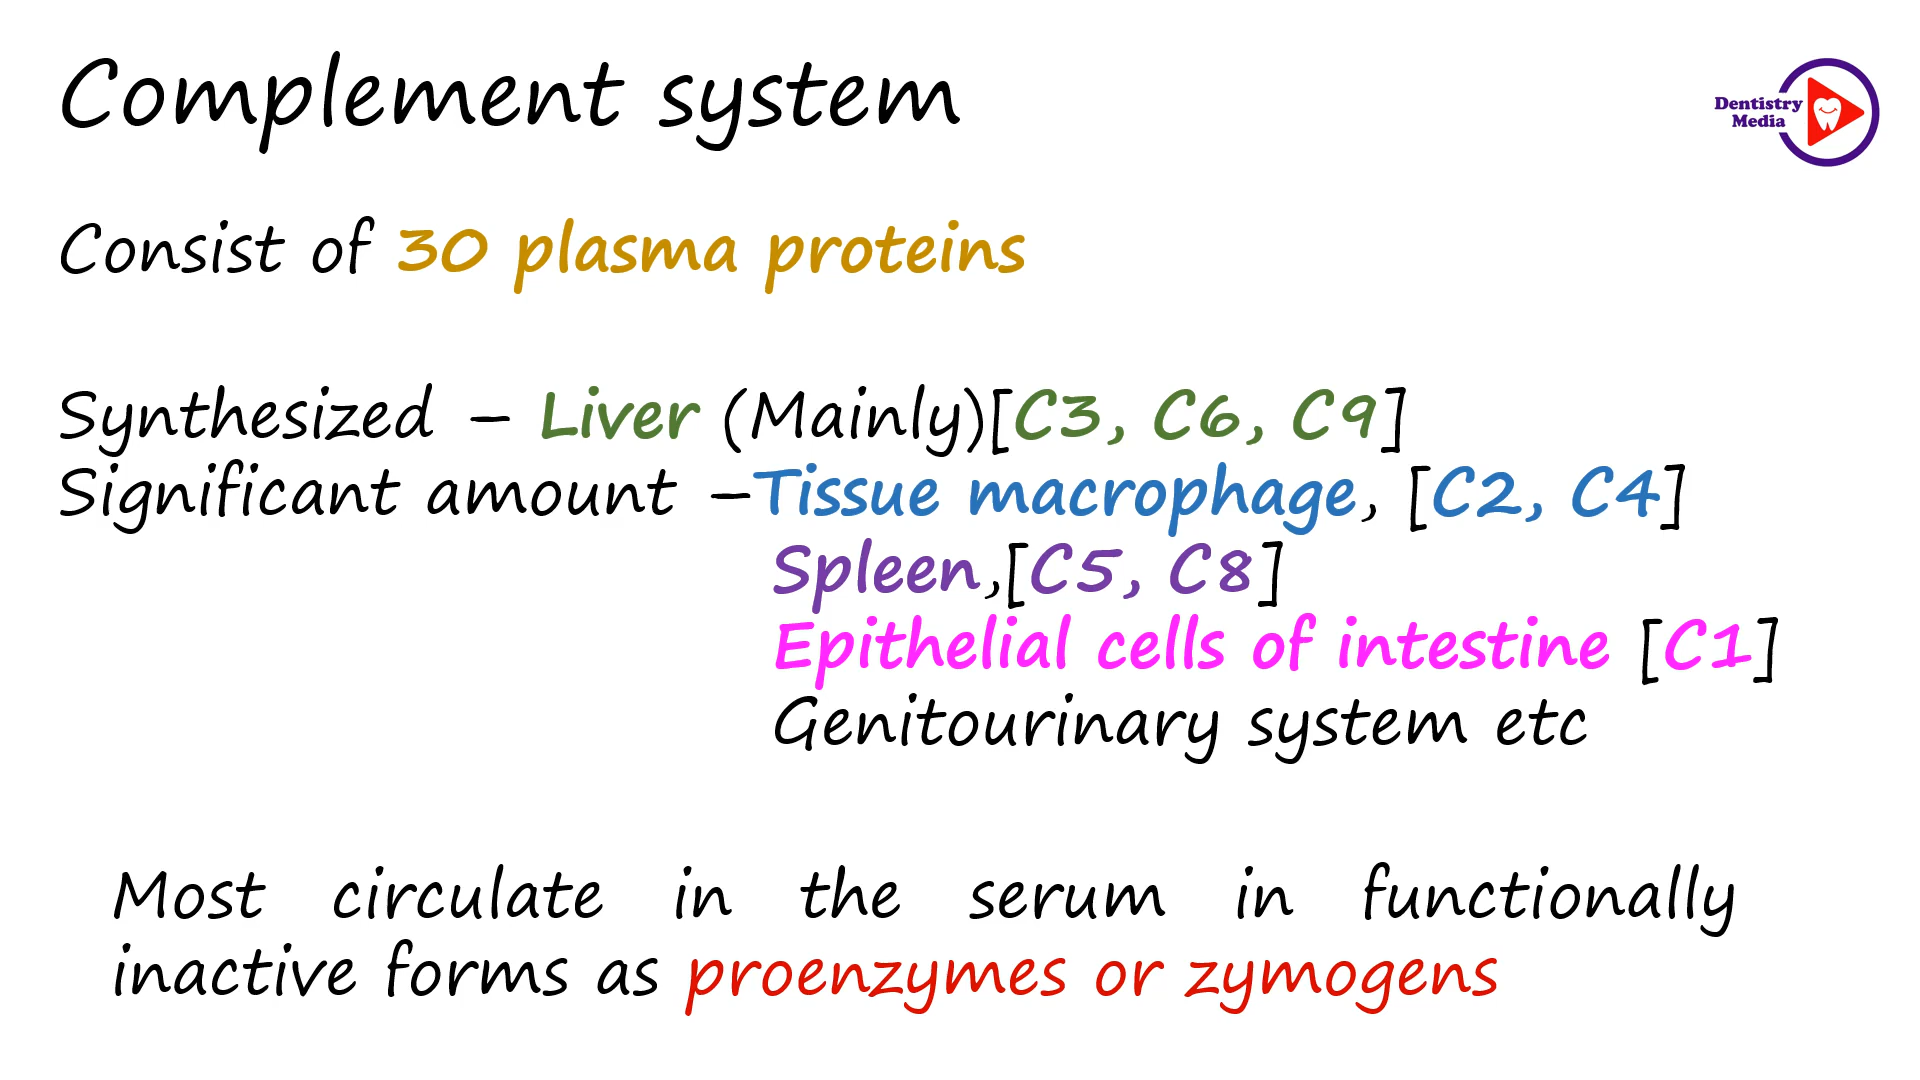 Complement system
Dentistry
Media
Consist of 30 plasma proteins
Synthesized – Liver (Mainly)[C3, C6, C9]
Significant amount –Tissue macrophage, [C2, C4]
Spleen,[C5, C8]
Epithelial cells of intestine [C1]
Genitourinary system etc
Most circulate in the serum in functionally
inactive forms as proenzymes or zymogens